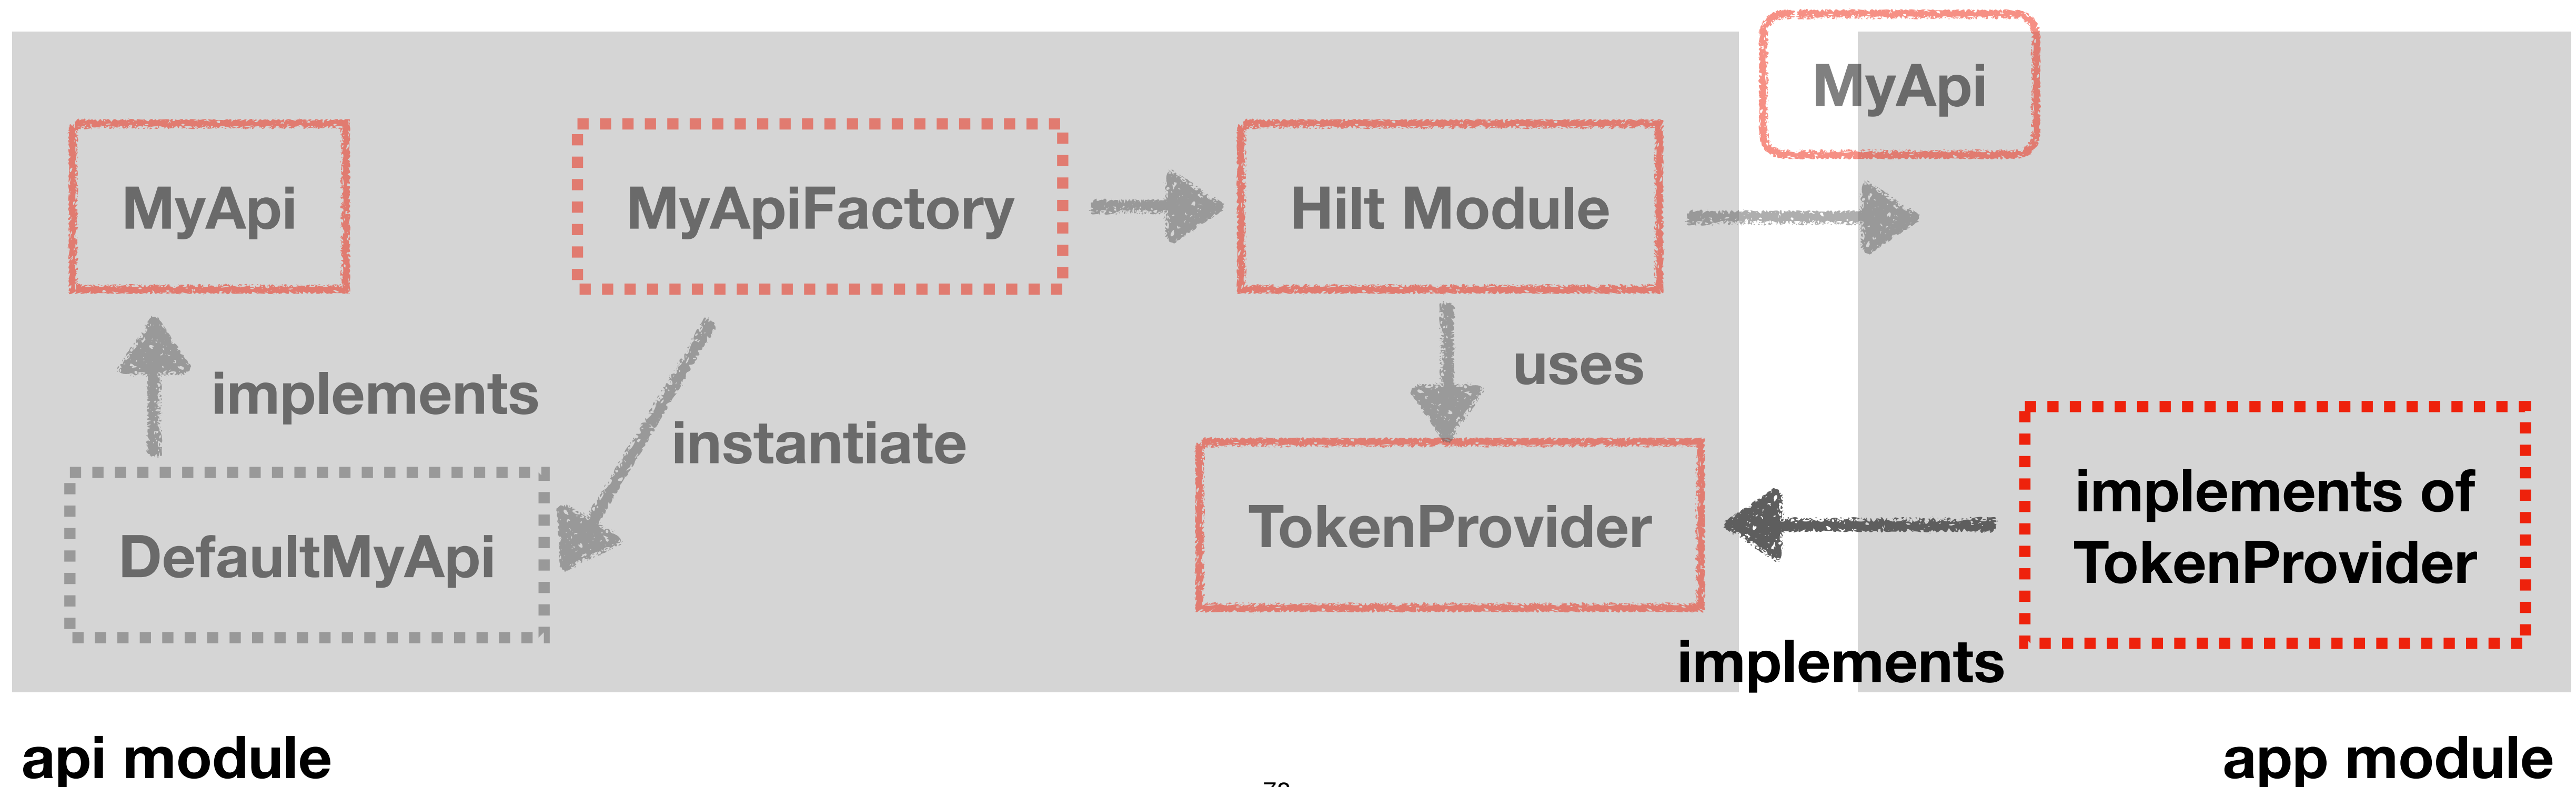 MyApi
MyApi
MyApiFactory
Hilt Module
implements
instantiate
uses
DefaultMyApi
TokenProvider
implements of
TokenProvider
implements
api module
app module